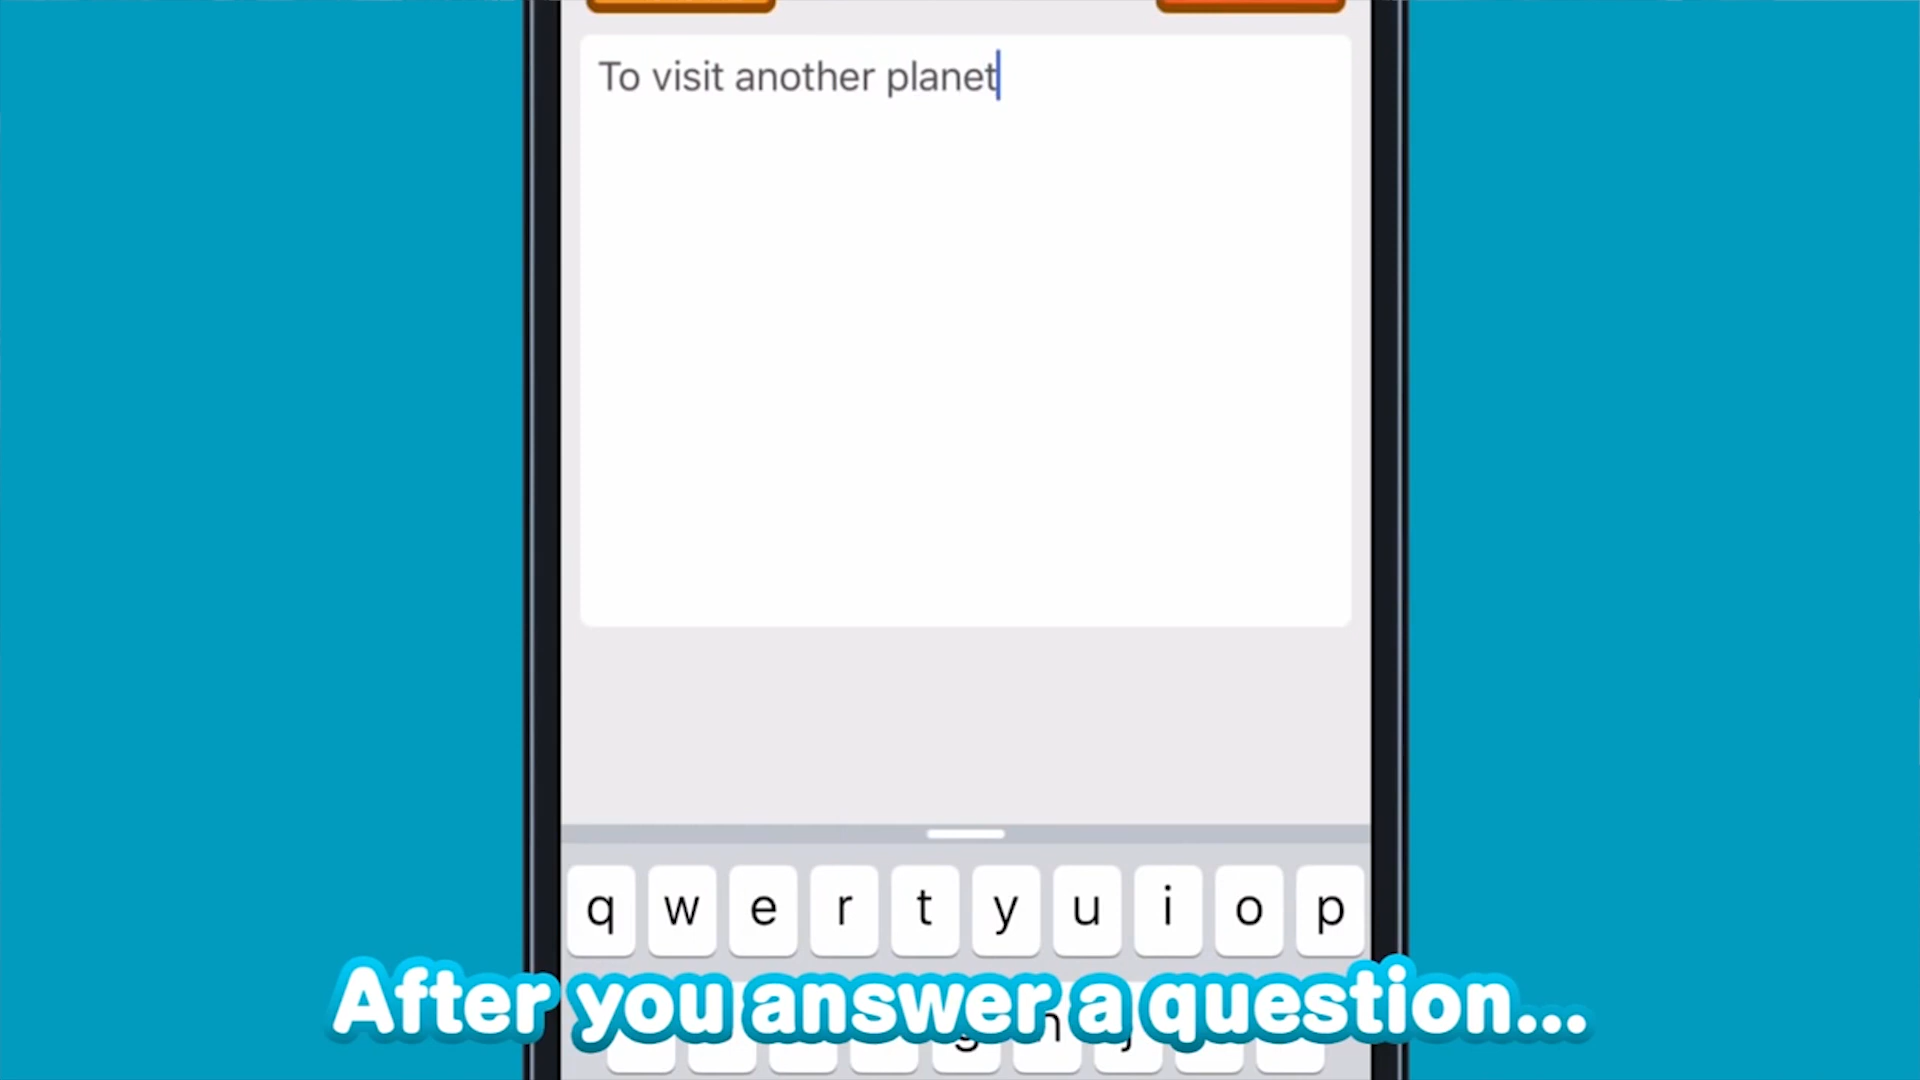 To visit another planet
q w e r t y u i o p
After you answer a question...